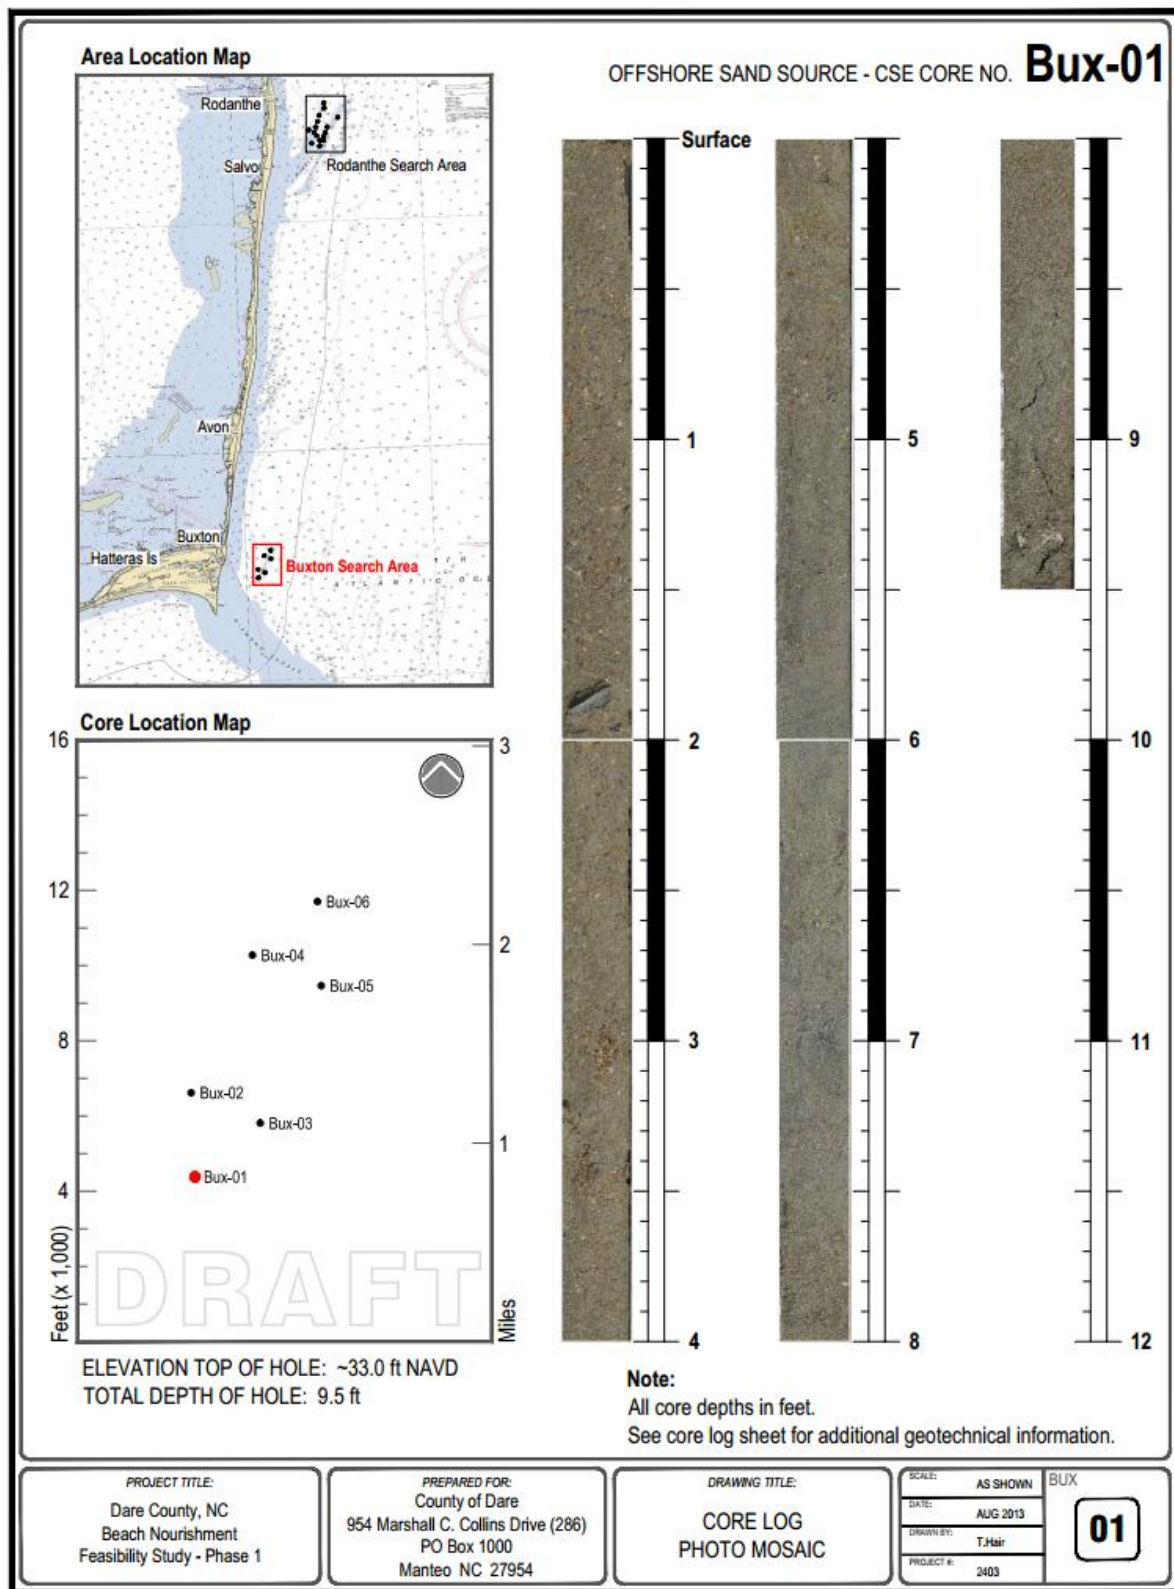 Area Location Map
OFFSHORE SAND SOURCE - CSE CORE NO. Bux-01
Rodanthe
Salvo
Rodanthe Search Area
Avon
Buxton
Hatteras Is
Buxton Search Area
ATLANTIC
Surface
1
2
3
4
5
6
7
8
9
10
11
12
Core Location Map
16
12
8
4
Feet (x 1,000)
3
2
1
Miles
Bux-06
Bux-04
Bux-05
Bux-02
Bux-03
Bux-01
DRAFT
ELEVATION TOP OF HOLE: ~33.0 ft NAVD
TOTAL DEPTH OF HOLE: 9.5 ft
Note:
All core depths in feet.
See core log sheet for additional geotechnical information.
PROJECT TITLE:
Dare County, NC
Beach Nourishment
Feasibility Study - Phase 1
PREPARED FOR:
County of Dare
954 Marshall C. Collins Drive (286)
PO Box 1000
Manteo NC 27954
DRAWING TITLE:
CORE LOG
PHOTO MOSAIC
SCALE: AS SHOWN
DATE: AUG 2013
DRAWN BY: T.Hair
PROJECT #: 2403
BUX
01